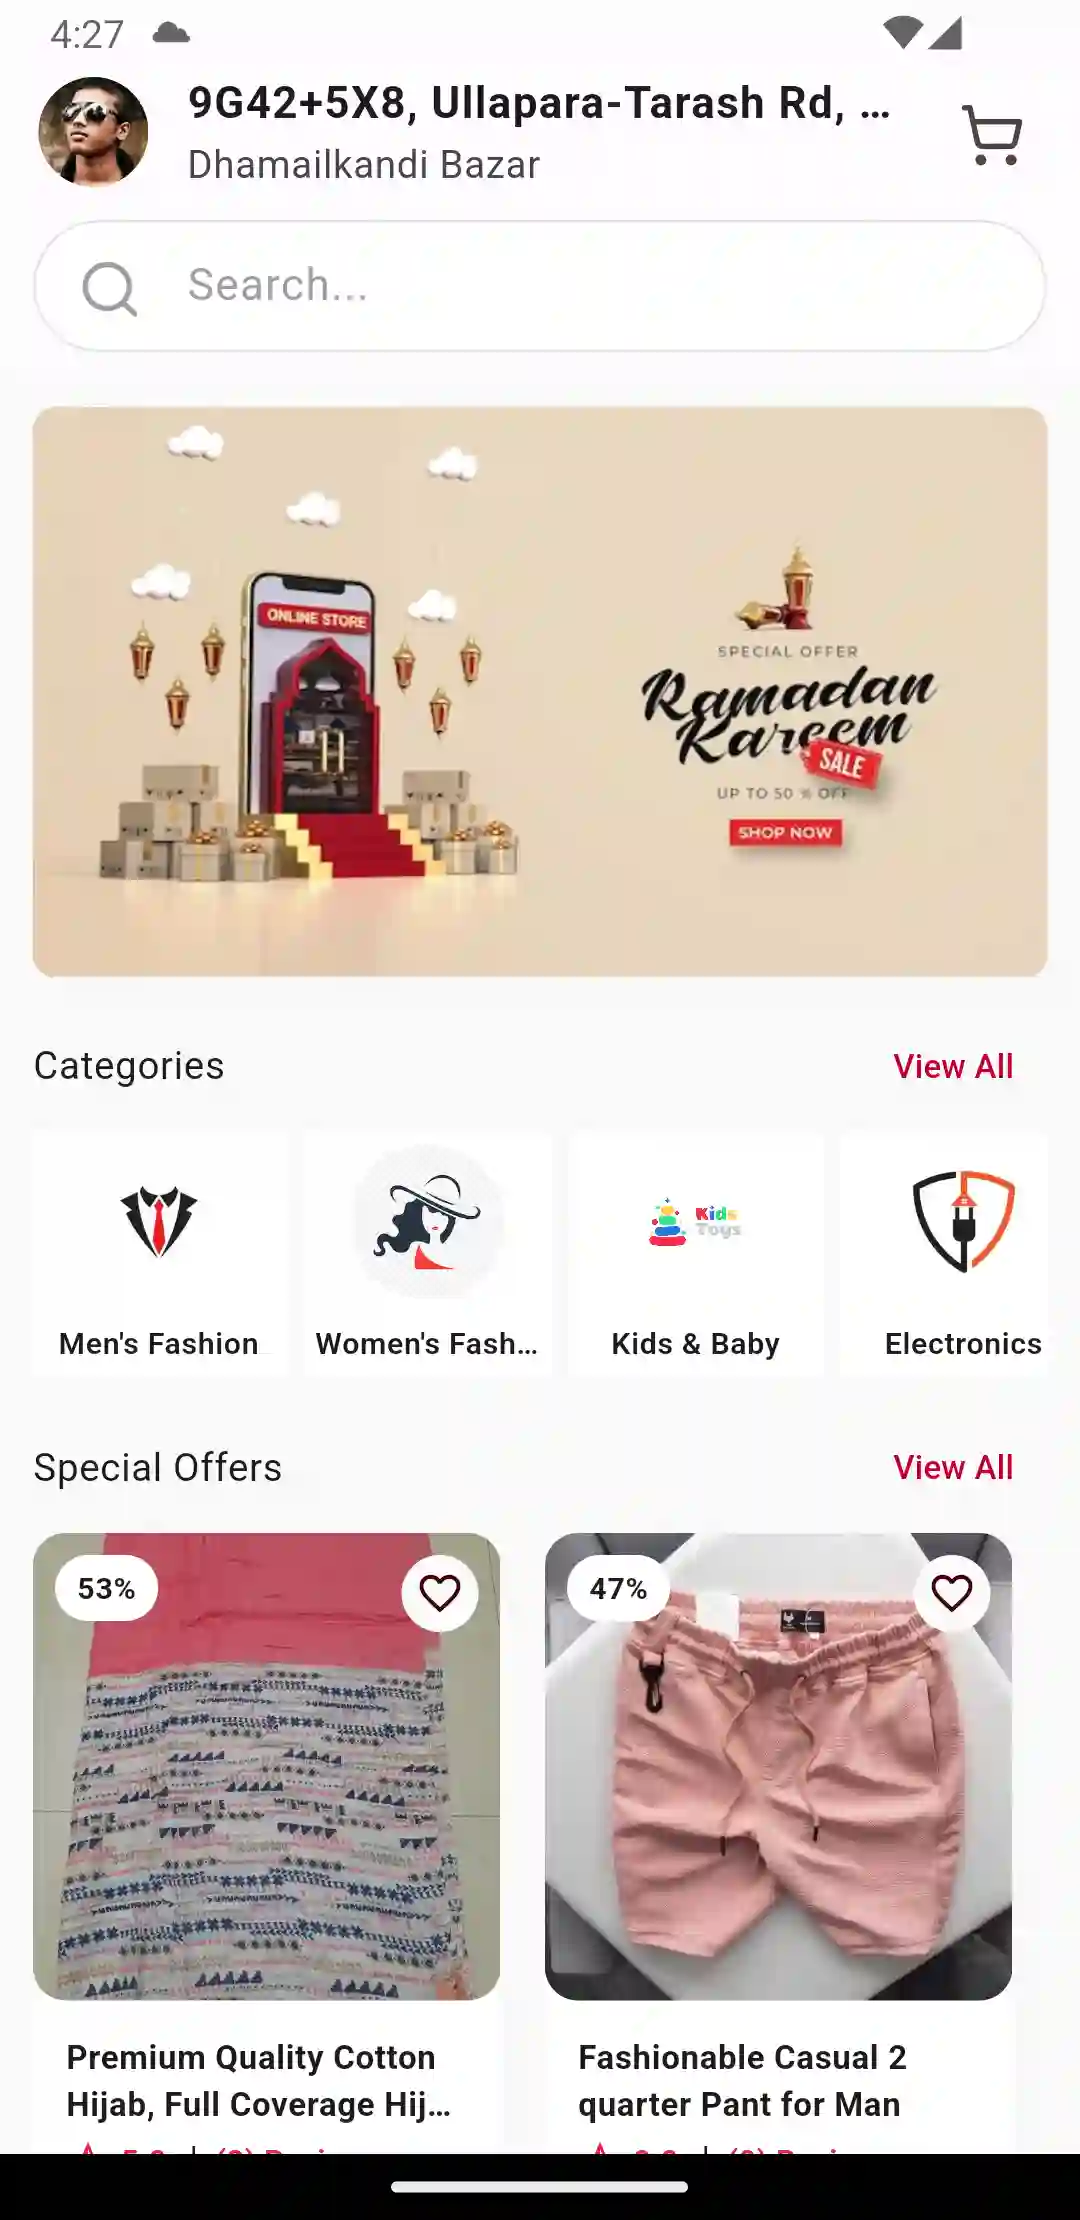 4:27
9G42+5X8, Ullapara-Tarash Rd, ...
Dhamailkandi Bazar
Search...
ONLINE STORE
SPECIAL OFFER
Ramadan
Kareem
SALE
UP TO 50 % OFF
SHOP NOW
Categories
View All
Kids
Toys
Men's Fashion
Women's Fash...
Kids & Baby
Electronics
Special Offers
View All
53%
47%
Premium Quality Cotton
Hijab, Full Coverage Hij...
Fashionable Casual 2
quarter Pant for Man